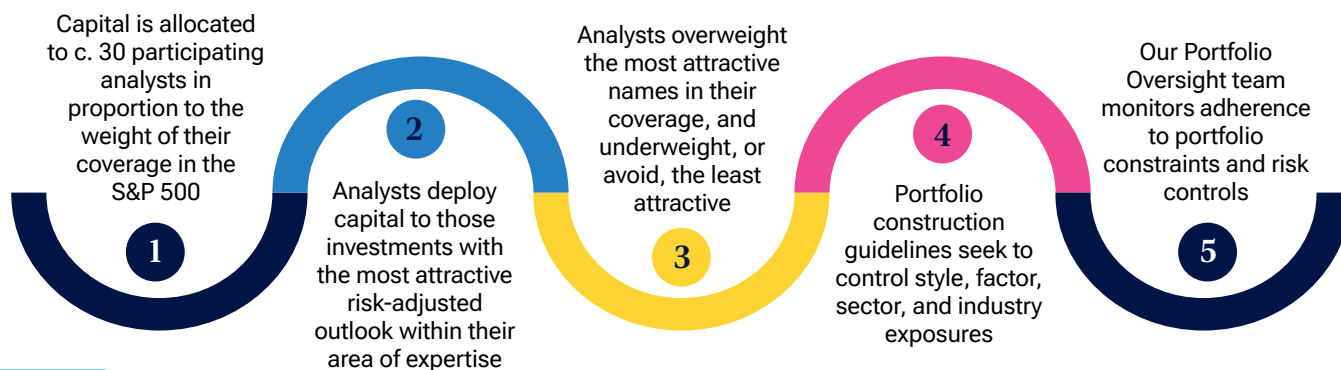 Capital is allocated
to c. 30 participating
analysts in
proportion to the
weight of their
coverage in the
S&P 500
1
2
Analysts deploy
capital to those
investments with
the most attractive
risk-adjusted
outlook within their
area of expertise
Analysts overweight
the most attractive
names in their
coverage, and
underweight, or
avoid, the least
attractive
3
4
Portfolio
construction
guidelines seek to
control style, factor,
sector, and industry
exposures
Our Portfolio
Oversight team
monitors adherence
to portfolio
constraints and risk
controls
5